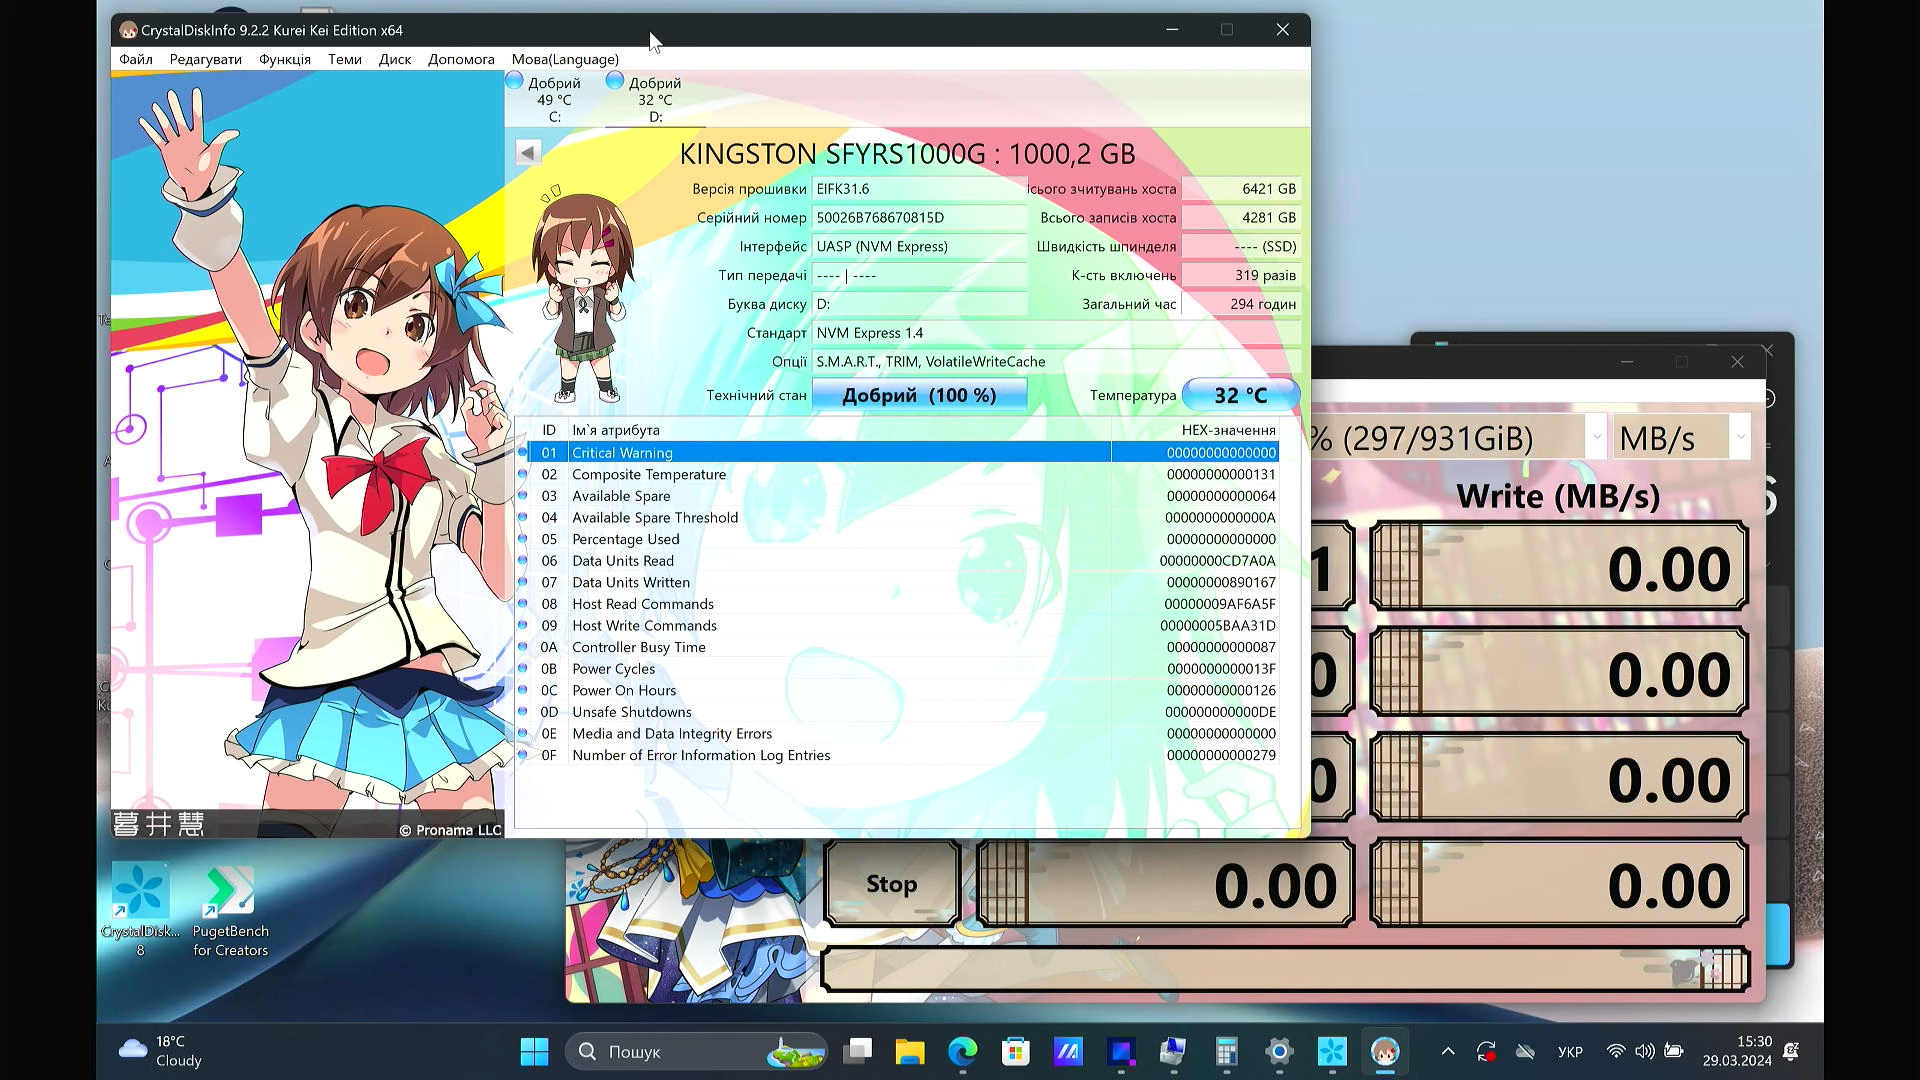 CrystalDiskInfo 9.2.2 Kurei Kei Edition x64
Файл Редагувати Функція Теми Диск Допомога Мова(Language)
Добрий Добрий
49 °C 32 °C
C: D:
KINGSTON SFYRS1000G : 1000,2 GB
Версія прошивки EIFK31.6 сього зчитувань хоста 6421 GB
Серійний номер 50026B768670815D Всього записів хоста 4281 GB
Інтерфейс UASP (NVM Express) Швидкість шпинделя ---- (SSD)
Тип передачі ---- | ---- К-сть включень 319 разів
Буква диску D: Загальний час 294 годин
Стандарт NVM Express 1.4
Опції S.M.A.R.T., TRIM, VolatileWriteCache
Технічний стан Добрий (100 %) Температура 32 °C
ID Ім`я атрибута HEX-значення
01 Critical Warning 00000000000000
02 Composite Temperature 00000000000131
03 Available Spare 00000000000064
04 Available Spare Threshold 0000000000000A
05 Percentage Used 00000000000000
06 Data Units Read 00000000CD7A0A
07 Data Units Written 00000000890167
08 Host Read Commands 00000009AF6A5F
09 Host Write Commands 00000005BAA31D
0A Controller Busy Time 00000000000087
0B Power Cycles 0000000000013F
0C Power On Hours 00000000000126
0D Unsafe Shutdowns 000000000000DE
0E Media and Data Integrity Errors 00000000000000
0F Number of Error Information Log Entries 00000000000279
暮井慧
© Pronama LLC
% (297/931GiB) MB/s
Write (MB/s)
1 0.00
0 0.00
0 0.00
Stop 0.00 0.00
CrystalDisk...
8
PugetBench
for Creators
18°C
Cloudy
Пошук
УКР
15:30
29.03.2024